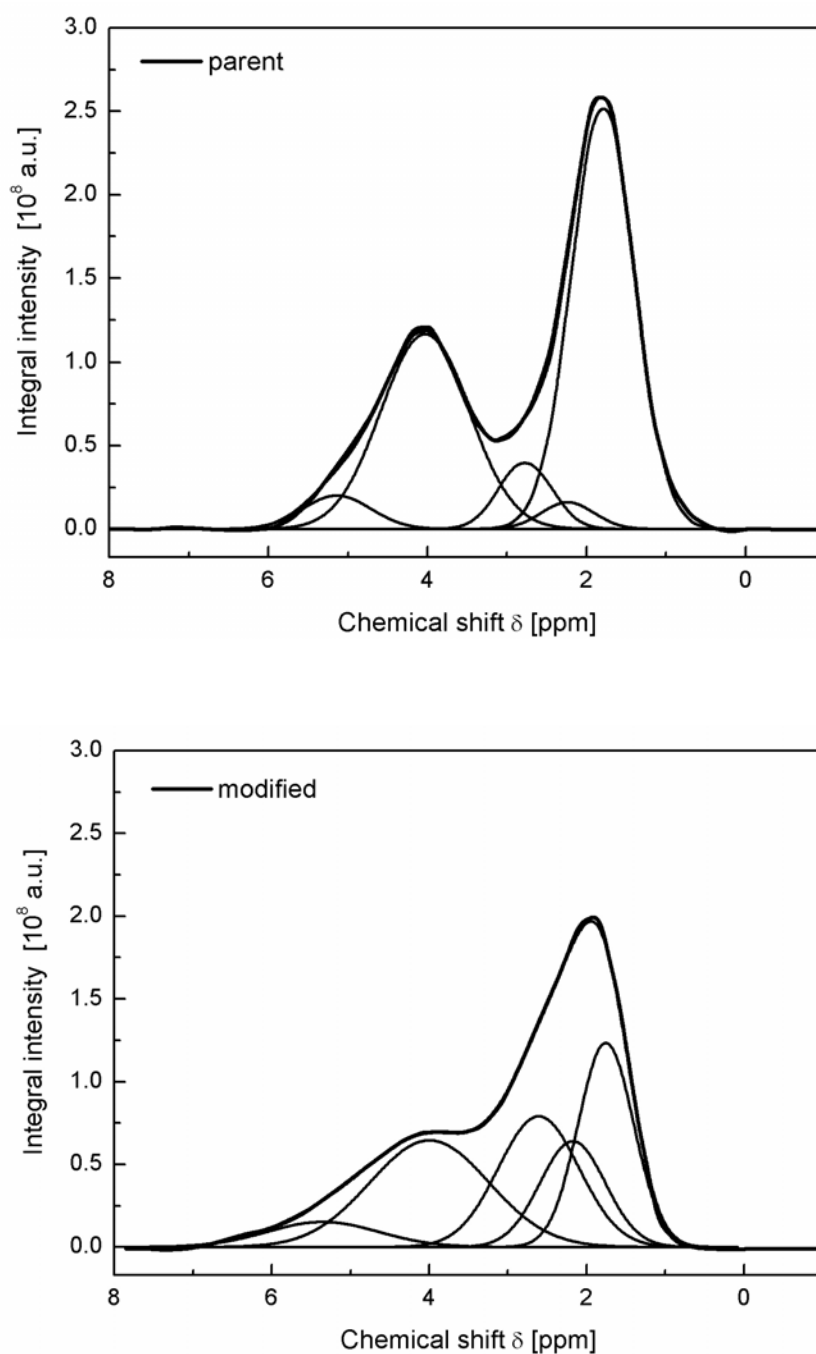 3.0
parent
2.5
2.0
1.5
1.0
0.5
0.0
Integral intensity [10⁸ a.u.]
8 6 4 2 0
Chemical shift δ [ppm]
3.0
modified
2.5
2.0
1.5
1.0
0.5
0.0
Integral intensity [10⁸ a.u.]
8 6 4 2 0
Chemical shift δ [ppm]